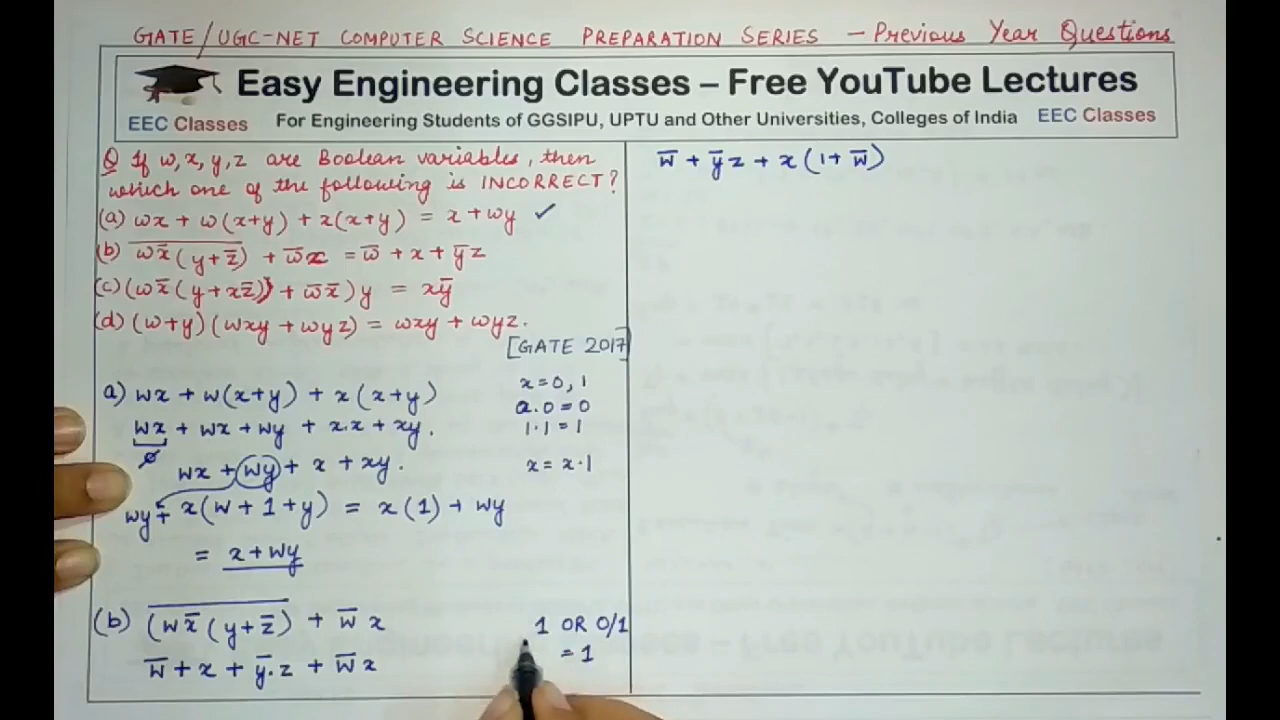 GATE/UGC-NET COMPUTER SCIENCE PREPARATION SERIES – Previous Year Questions
Easy Engineering Classes – Free YouTube Lectures
EEC Classes For Engineering Students of GGSIPU, UPTU and Other Universities, Colleges of India EEC Classes
Q If w,x,y,z are Boolean variables, then
which one of the following is INCORRECT?
(a) wx + w(x+y) + x(x+y) = x + wy ✓
(b) w̅x̅(y+z̅)̅ + w̅x = w̅ + x + y̅z
(c) (wx̅(y+xz̅) + w̅x̅)y = xy̅
(d) (w+y)(wxy + wyz) = wxy + wyz.
[GATE 2017]
a) wx + w(x+y) + x(x+y)
wx + wx + wy + x.x + xy.
wx + wy + x + xy.
wy + x(w+1+y) = x(1) + wy
= x+wy
x=0,1
a.0=0
1.1=1
x = x.1
(b) (wx̅(y+z̅))̅ + w̅x
w̅ + x + y̅.z + w̅x
1 OR 0/1
= 1
w̅ + y̅z + x(1+w̅)